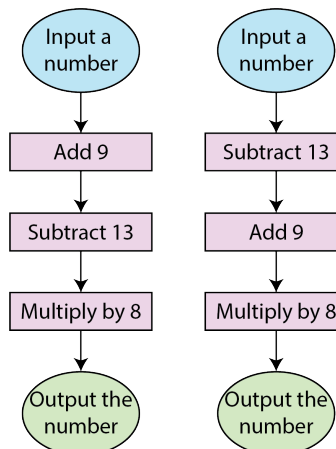 Input a
number
Add 9
Subtract 13
Multiply by 8
Output the
number
Input a
number
Subtract 13
Add 9
Multiply by 8
Output the
number